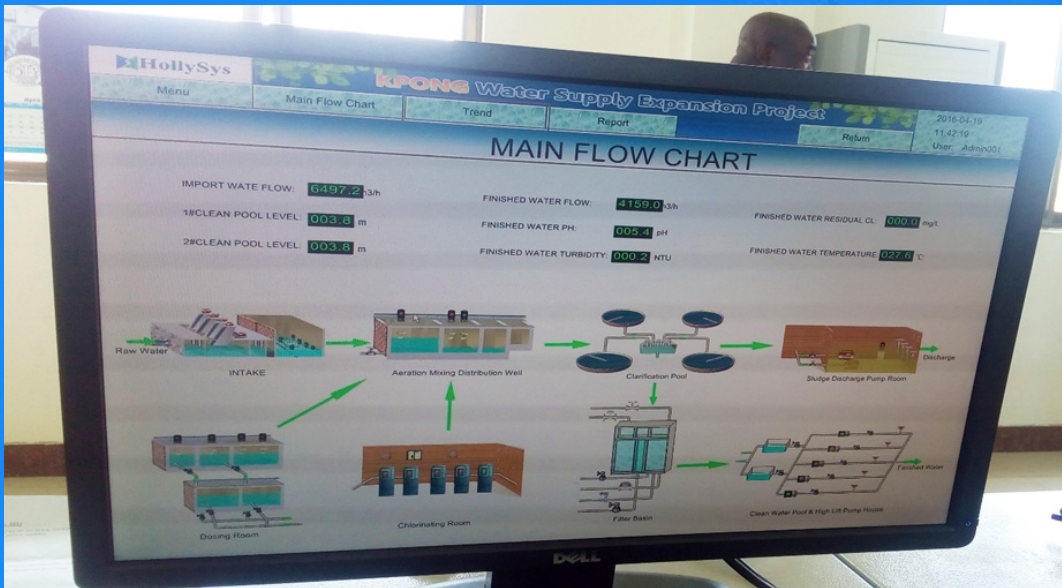 HollySys
KPONG Water Supply Expansion Project
Menu
Main Flow Chart
Trend
Report
Return
2016-04-19
11:42:19
User: Admin001
MAIN FLOW CHART
IMPORT WATE FLOW: 6497.2 m3/h
1#CLEAN POOL LEVEL: 003.8 m
2#CLEAN POOL LEVEL: 003.8 m
FINISHED WATER FLOW: 4159.0 m3/h
FINISHED WATER PH: 005.4 pH
FINISHED WATER TURBIDITY: 000.2 NTU
FINISHED WATER RESIDUAL CL: 000.0 mg/L
FINISHED WATER TEMPERATURE: 027.6 ℃
Raw Water
INTAKE
Aeration Mixing Distribution Well
Clarification Pool
Sludge Discharge Pump Room
Discharge
Dosing Room
Chlorinating Room
Filter Basin
Clean Water Pool & High Lift Pump House
Finished Water
DELL